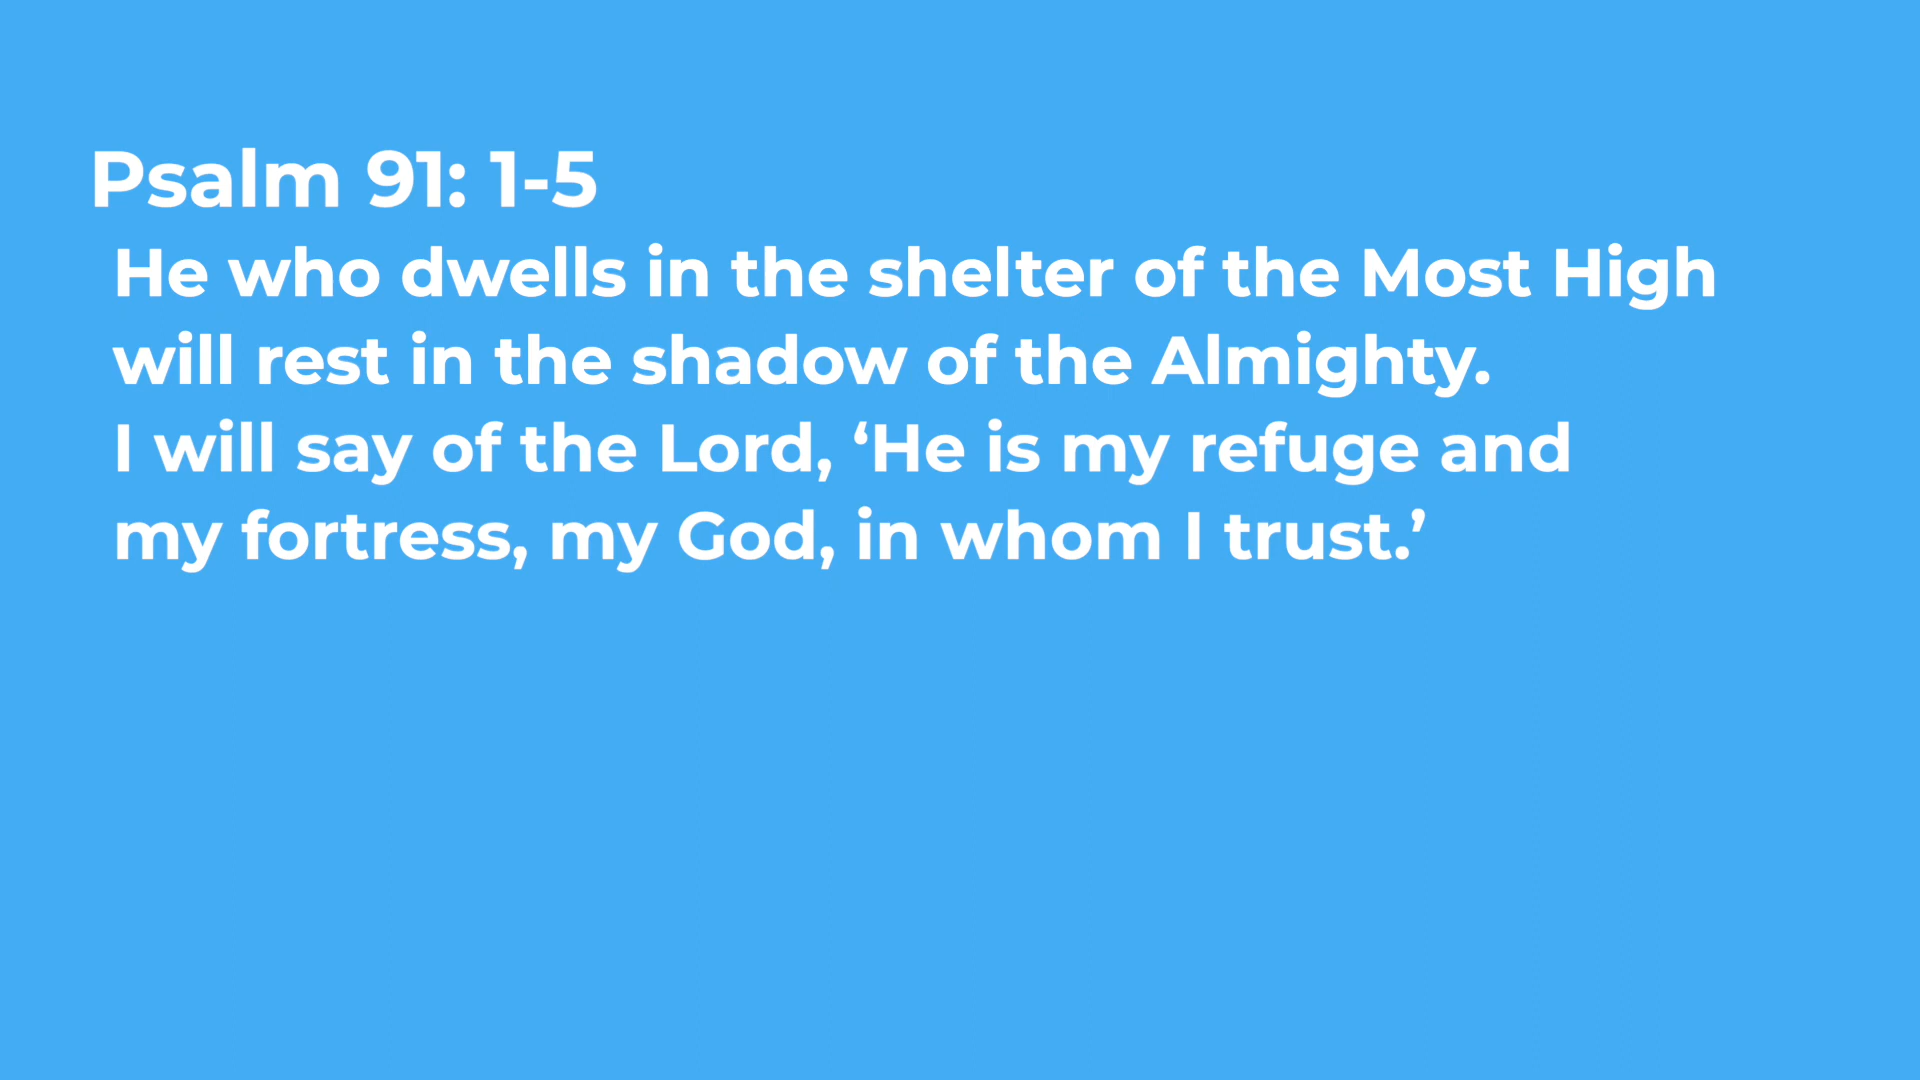 Psalm 91: 1-5
He who dwells in the shelter of the Most High
will rest in the shadow of the Almighty.
I will say of the Lord, ‘He is my refuge and
my fortress, my God, in whom I trust.’